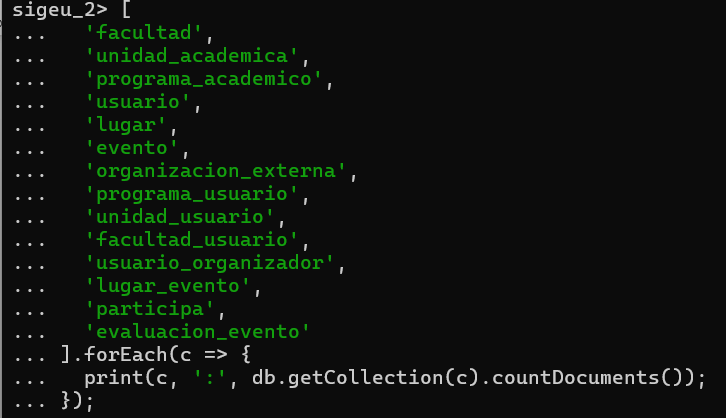 sigeu_2> [
...   'facultad',
...   'unidad_academica',
...   'programa_academico',
...   'usuario',
...   'lugar',
...   'evento',
...   'organizacion_externa',
...   'programa_usuario',
...   'unidad_usuario',
...   'facultad_usuario',
...   'usuario_organizador',
...   'lugar_evento',
...   'participa',
...   'evaluacion_evento'
... ].forEach(c => {
...   print(c, ':', db.getCollection(c).countDocuments());
... });